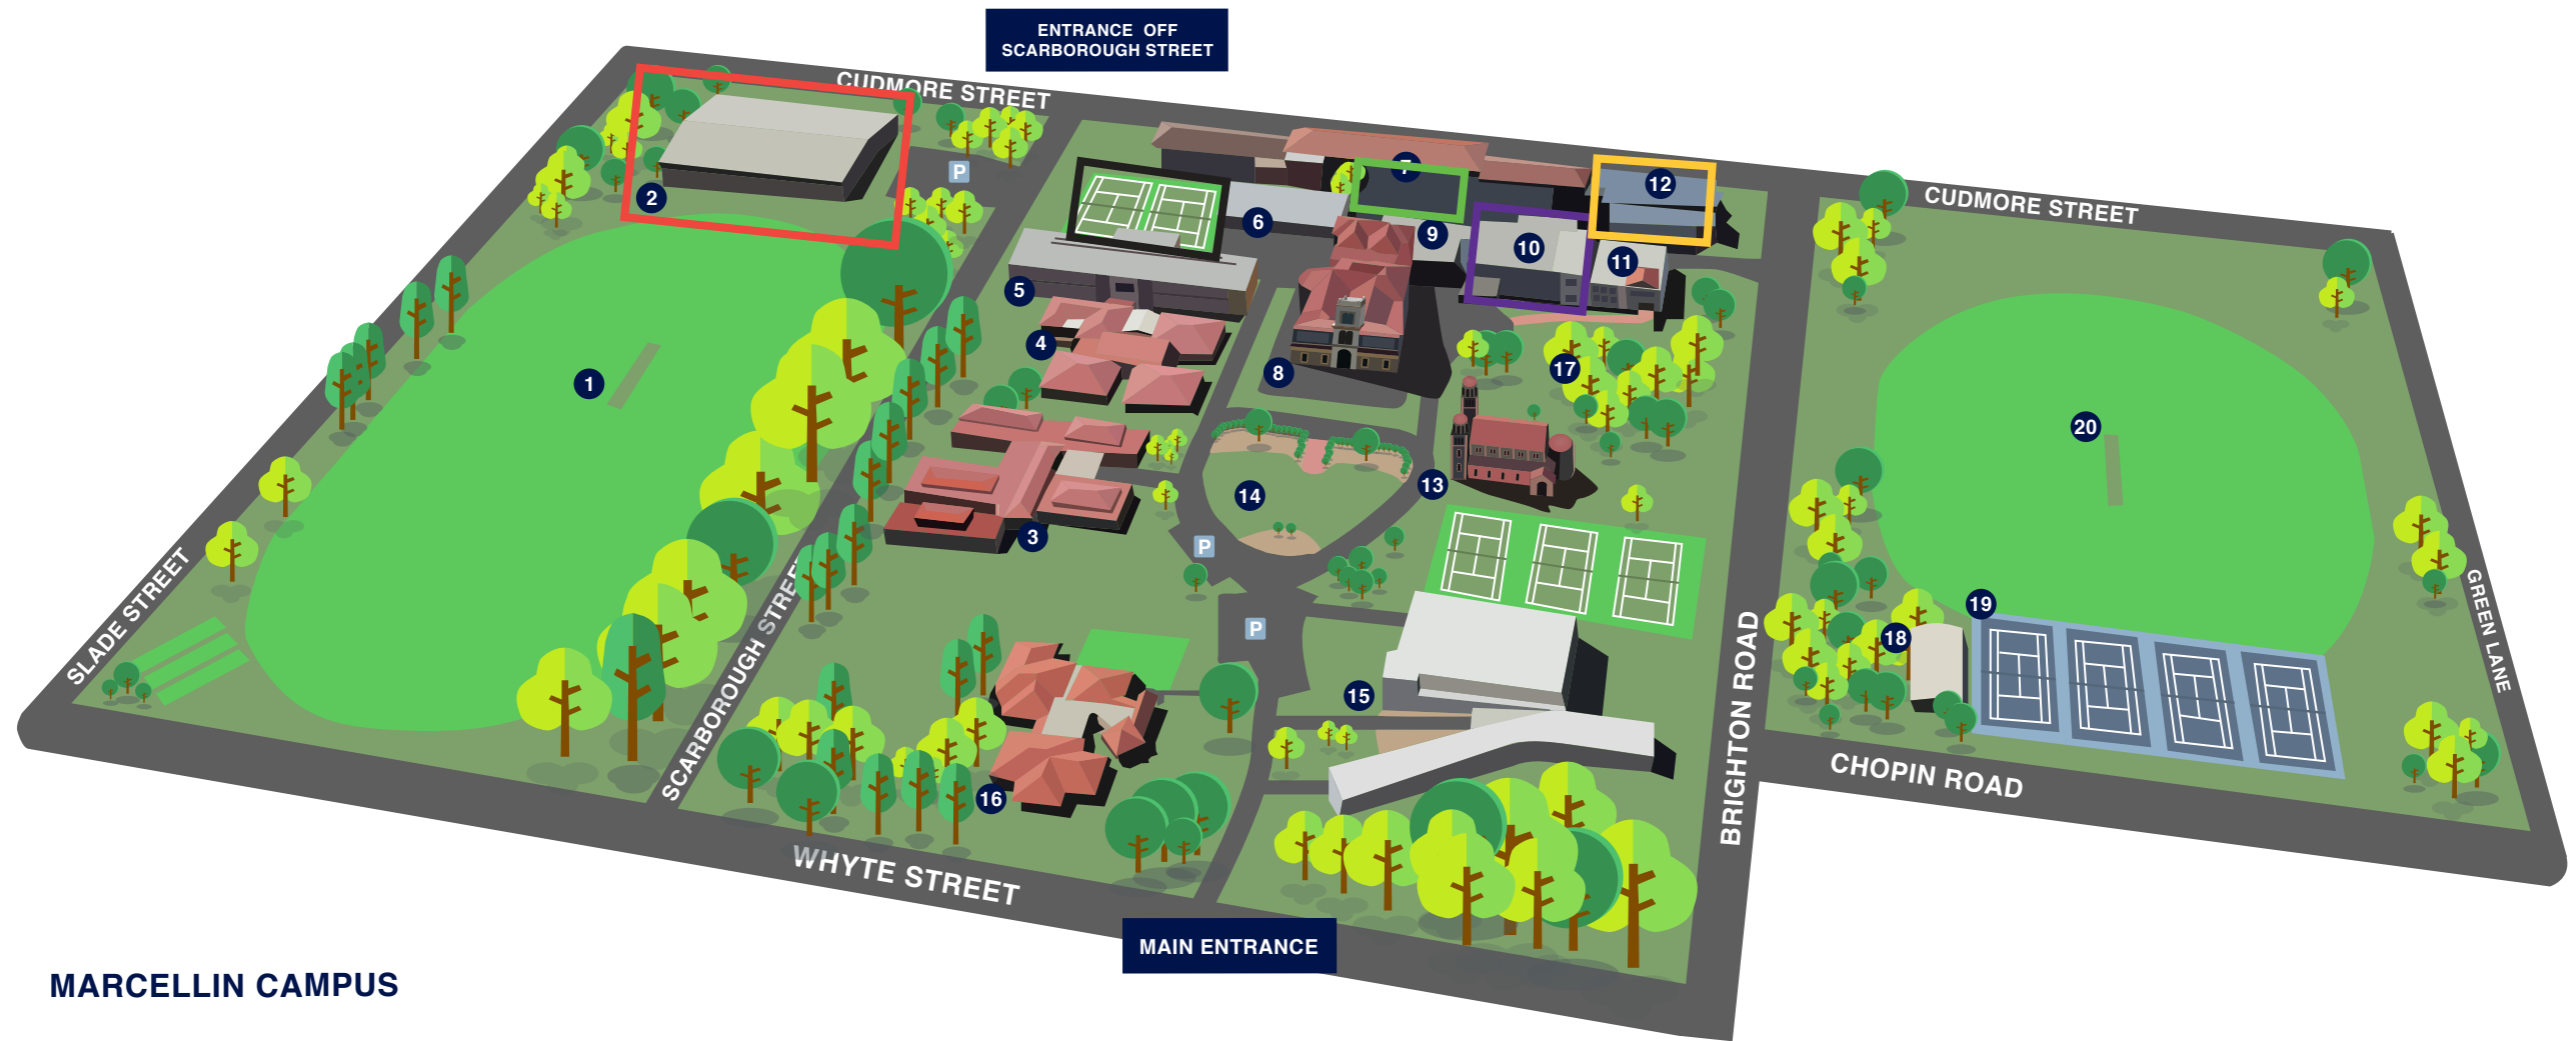 ENTRANCE OFF
SCARBOROUGH STREET
CUDMORE STREET
CUDMORE STREET
P
2
7
12
6
9
10
11
5
4
1
8
17
20
14
13
3
P
19
P
18
15
16
SLADE STREET
SCARBOROUGH STREET
BRIGHTON ROAD
GREEN LANE
CHOPIN ROAD
WHYTE STREET
MAIN ENTRANCE
MARCELLIN CAMPUS